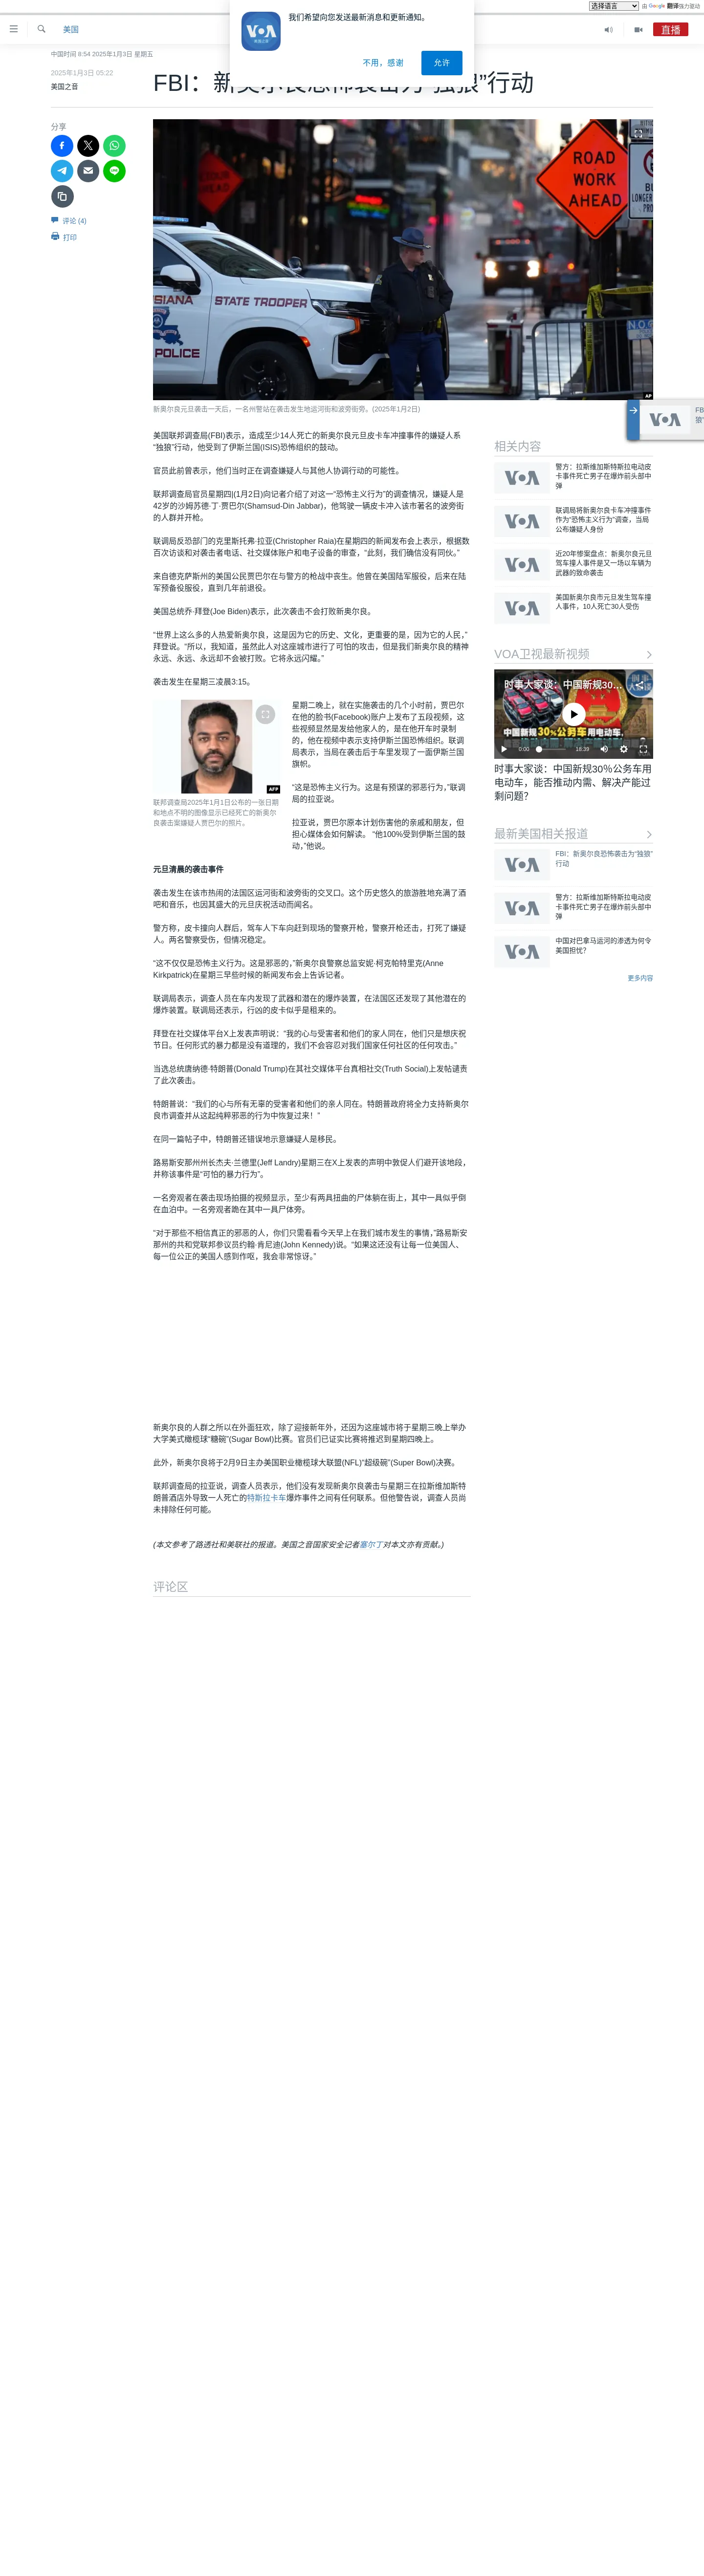 选择语言
由 Google 翻译强力驱动
我们希望向您发送最新消息和更新通知。
不用，感谢
允许
美国
直播
中国时间 8:54 2025年1月3日 星期五
2025年1月3日 05:22
美国之音
FBI：新奥尔良恐怖袭击为“独狼”行动
分享
评论 (4)
打印
ROAD
WORK
AHEAD
STATE TROOPER
POLICE
AP
新奥尔良元旦袭击一天后，一名州警站在袭击发生地运河街和波旁街旁。(2025年1月2日)
美国联邦调查局(FBI)表示，造成至少14人死亡的新奥尔良元旦皮卡车冲撞事件的嫌疑人系
“独狼”行动，他受到了伊斯兰国(ISIS)恐怖组织的鼓动。
官员此前曾表示，他们当时正在调查嫌疑人与其他人协调行动的可能性。
联邦调查局官员星期四|(1月2日)向记者介绍了对这一“恐怖主义行为”的调查情况，嫌疑人是
42岁的沙姆苏德·丁·贾巴尔(Shamsud-Din Jabbar)，他驾驶一辆皮卡冲入该市著名的波旁街
的人群并开枪。
联调局反恐部门的克里斯托弗·拉亚(Christopher Raia)在星期四的新闻发布会上表示，根据数
百次访谈和对袭击者电话、社交媒体账户和电子设备的审查，“此刻，我们确信没有同伙。”
来自德克萨斯州的美国公民贾巴尔在与警方的枪战中丧生。他曾在美国陆军服役，后来在陆
军预备役服役，直到几年前退役。
美国总统乔·拜登(Joe Biden)表示，此次袭击不会打败新奥尔良。
“世界上这么多的人热爱新奥尔良，这是因为它的历史、文化，更重要的是，因为它的人民，”
拜登说。“所以，我知道，虽然此人对这座城市进行了可怕的攻击，但是我们新奥尔良的精神
永远、永远、永远却不会被打败。它将永远闪耀。”
袭击发生在星期三凌晨3:15。
AFP
联邦调查局2025年1月1日公布的一张日期
和地点不明的图像显示已经死亡的新奥尔
良袭击案嫌疑人贾巴尔的照片。
星期二晚上，就在实施袭击的几个小时前，贾巴尔
在他的脸书(Facebook)账户上发布了五段视频，这
些视频显然是发给他家人的，是在他开车时录制
的，他在视频中表示支持伊斯兰国恐怖组织。联调
局表示，当局在袭击后于车里发现了一面伊斯兰国
旗帜。
“这是恐怖主义行为。这是有预谋的邪恶行为，”联调
局的拉亚说。
拉亚说，贾巴尔原本计划伤害他的亲戚和朋友，但
担心媒体会如何解读。 “他100%受到伊斯兰国的鼓
动，”他说。
元旦清晨的袭击事件
袭击发生在该市热闹的法国区运河街和波旁街的交叉口。这个历史悠久的旅游胜地充满了酒
吧和音乐，也因其盛大的元旦庆祝活动而闻名。
警方称，皮卡撞向人群后，驾车人下车向赶到现场的警察开枪，警察开枪还击，打死了嫌疑
人。两名警察受伤，但情况稳定。
“这不仅仅是恐怖主义行为。这是邪恶的，”新奥尔良警察总监安妮·柯克帕特里克(Anne
Kirkpatrick)在星期三早些时候的新闻发布会上告诉记者。
联调局表示，调查人员在车内发现了武器和潜在的爆炸装置，在法国区还发现了其他潜在的
爆炸装置。联调局还表示，行凶的皮卡似乎是租来的。
拜登在社交媒体平台X上发表声明说：“我的心与受害者和他们的家人同在，他们只是想庆祝
节日。任何形式的暴力都是没有道理的，我们不会容忍对我们国家任何社区的任何攻击。”
当选总统唐纳德·特朗普(Donald Trump)在其社交媒体平台真相社交(Truth Social)上发帖谴责
了此次袭击。
特朗普说：“我们的心与所有无辜的受害者和他们的亲人同在。特朗普政府将全力支持新奥尔
良市调查并从这起纯粹邪恶的行为中恢复过来！”
在同一篇帖子中，特朗普还错误地示意嫌疑人是移民。
路易斯安那州州长杰夫·兰德里(Jeff Landry)星期三在X上发表的声明中敦促人们避开该地段，
并称该事件是“可怕的暴力行为”。
一名旁观者在袭击现场拍摄的视频显示，至少有两具扭曲的尸体躺在街上，其中一具似乎倒
在血泊中。一名旁观者跪在其中一具尸体旁。
“对于那些不相信真正的邪恶的人，你们只需看看今天早上在我们城市发生的事情，”路易斯安
那州的共和党联邦参议员约翰·肯尼迪(John Kennedy)说。“如果这还没有让每一位美国人、
每一位公正的美国人感到作呕，我会非常惊讶。”
新奥尔良的人群之所以在外面狂欢，除了迎接新年外，还因为这座城市将于星期三晚上举办
大学美式橄榄球“糖碗”(Sugar Bowl)比赛。官员们已证实比赛将推迟到星期四晚上。
此外，新奥尔良将于2月9日主办美国职业橄榄球大联盟(NFL)“超级碗”(Super Bowl)决赛。
联邦调查局的拉亚说，调查人员表示，他们没有发现新奥尔良袭击与星期三在拉斯维加斯特
朗普酒店外导致一人死亡的特斯拉卡车爆炸事件之间有任何联系。但他警告说，调查人员尚
未排除任何可能。
(本文参考了路透社和美联社的报道。美国之音国家安全记者塞尔丁对本文亦有贡献。)
评论区
相关内容
警方：拉斯维加斯特斯拉电动皮
卡事件死亡男子在爆炸前头部中
弹
联调局将新奥尔良卡车冲撞事件
作为“恐怖主义行为”调查，当局
公布嫌疑人身份
近20年惨案盘点：新奥尔良元旦
驾车撞人事件是又一场以车辆为
武器的致命袭击
美国新奥尔良市元旦发生驾车撞
人事件，10人死亡30人受伤
VOA卫视最新视频
时事大家谈：中国新规30...
中国新规30%公务车用电动车，
0:00
18:39
时事大家谈：中国新规30%公务车用
电动车，能否推动内需、解决产能过
剩问题？
最新美国相关报道
FBI：新奥尔良恐怖袭击为“独狼”
行动
警方：拉斯维加斯特斯拉电动皮
卡事件死亡男子在爆炸前头部中
弹
中国对巴拿马运河的渗透为何令
美国担忧？
更多内容
VOA
FB
狼”